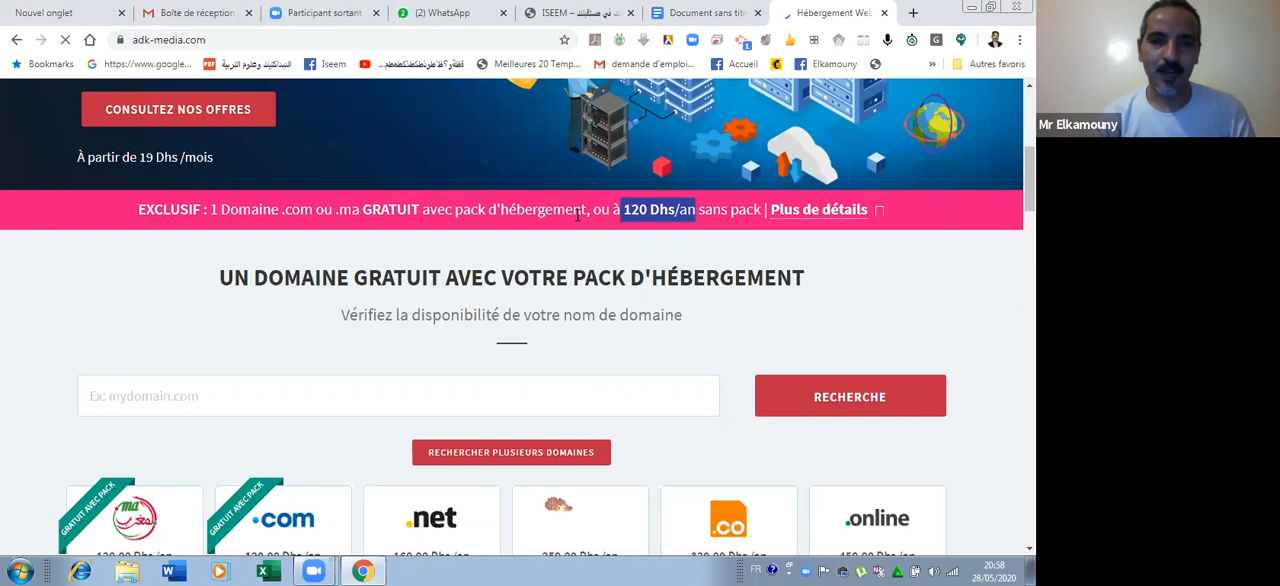 Nouvel onglet
Boîte de réception
Participant sortant
(2) WhatsApp
ISEEM –
Document sans titr
Hébergement Web
adk-media.com
Bookmarks
https://www.google...
البيداكتيك وعلوم التربية
Iseem
Meilleures 20 Temp...
demande d'emploi...
Accueil
Elkamouny
»
Autres favoris
CONSULTEZ NOS OFFRES
À partir de 19 Dhs /mois
EXCLUSIF : 1 Domaine .com ou .ma GRATUIT avec pack d'hébergement, ou à 120 Dhs/an sans pack | Plus de détails
UN DOMAINE GRATUIT AVEC VOTRE PACK D'HÉBERGEMENT
Vérifiez la disponibilité de votre nom de domaine
Ex: mydomain.com
RECHERCHE
RECHERCHER PLUSIEURS DOMAINES
GRATUIT AVEC PACK
.ma المغرب
GRATUIT AVEC PACK
.com
.net
.co
.online
Mr Elkamouny
FR
20:58
28/05/2020